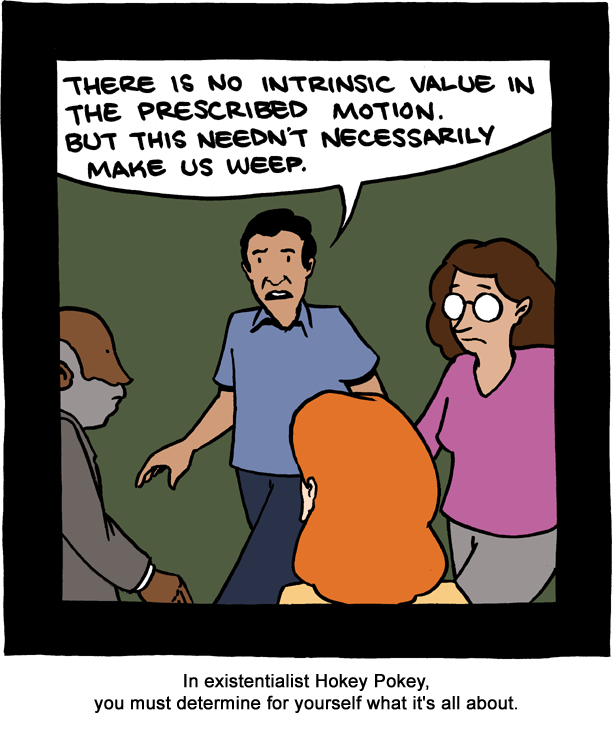 THERE IS NO INTRINSIC VALUE IN
THE PRESCRIBED MOTION.
BUT THIS NEEDN'T NECESSARILY
MAKE US WEEP.
In existentialist Hokey Pokey,
you must determine for yourself what it's all about.